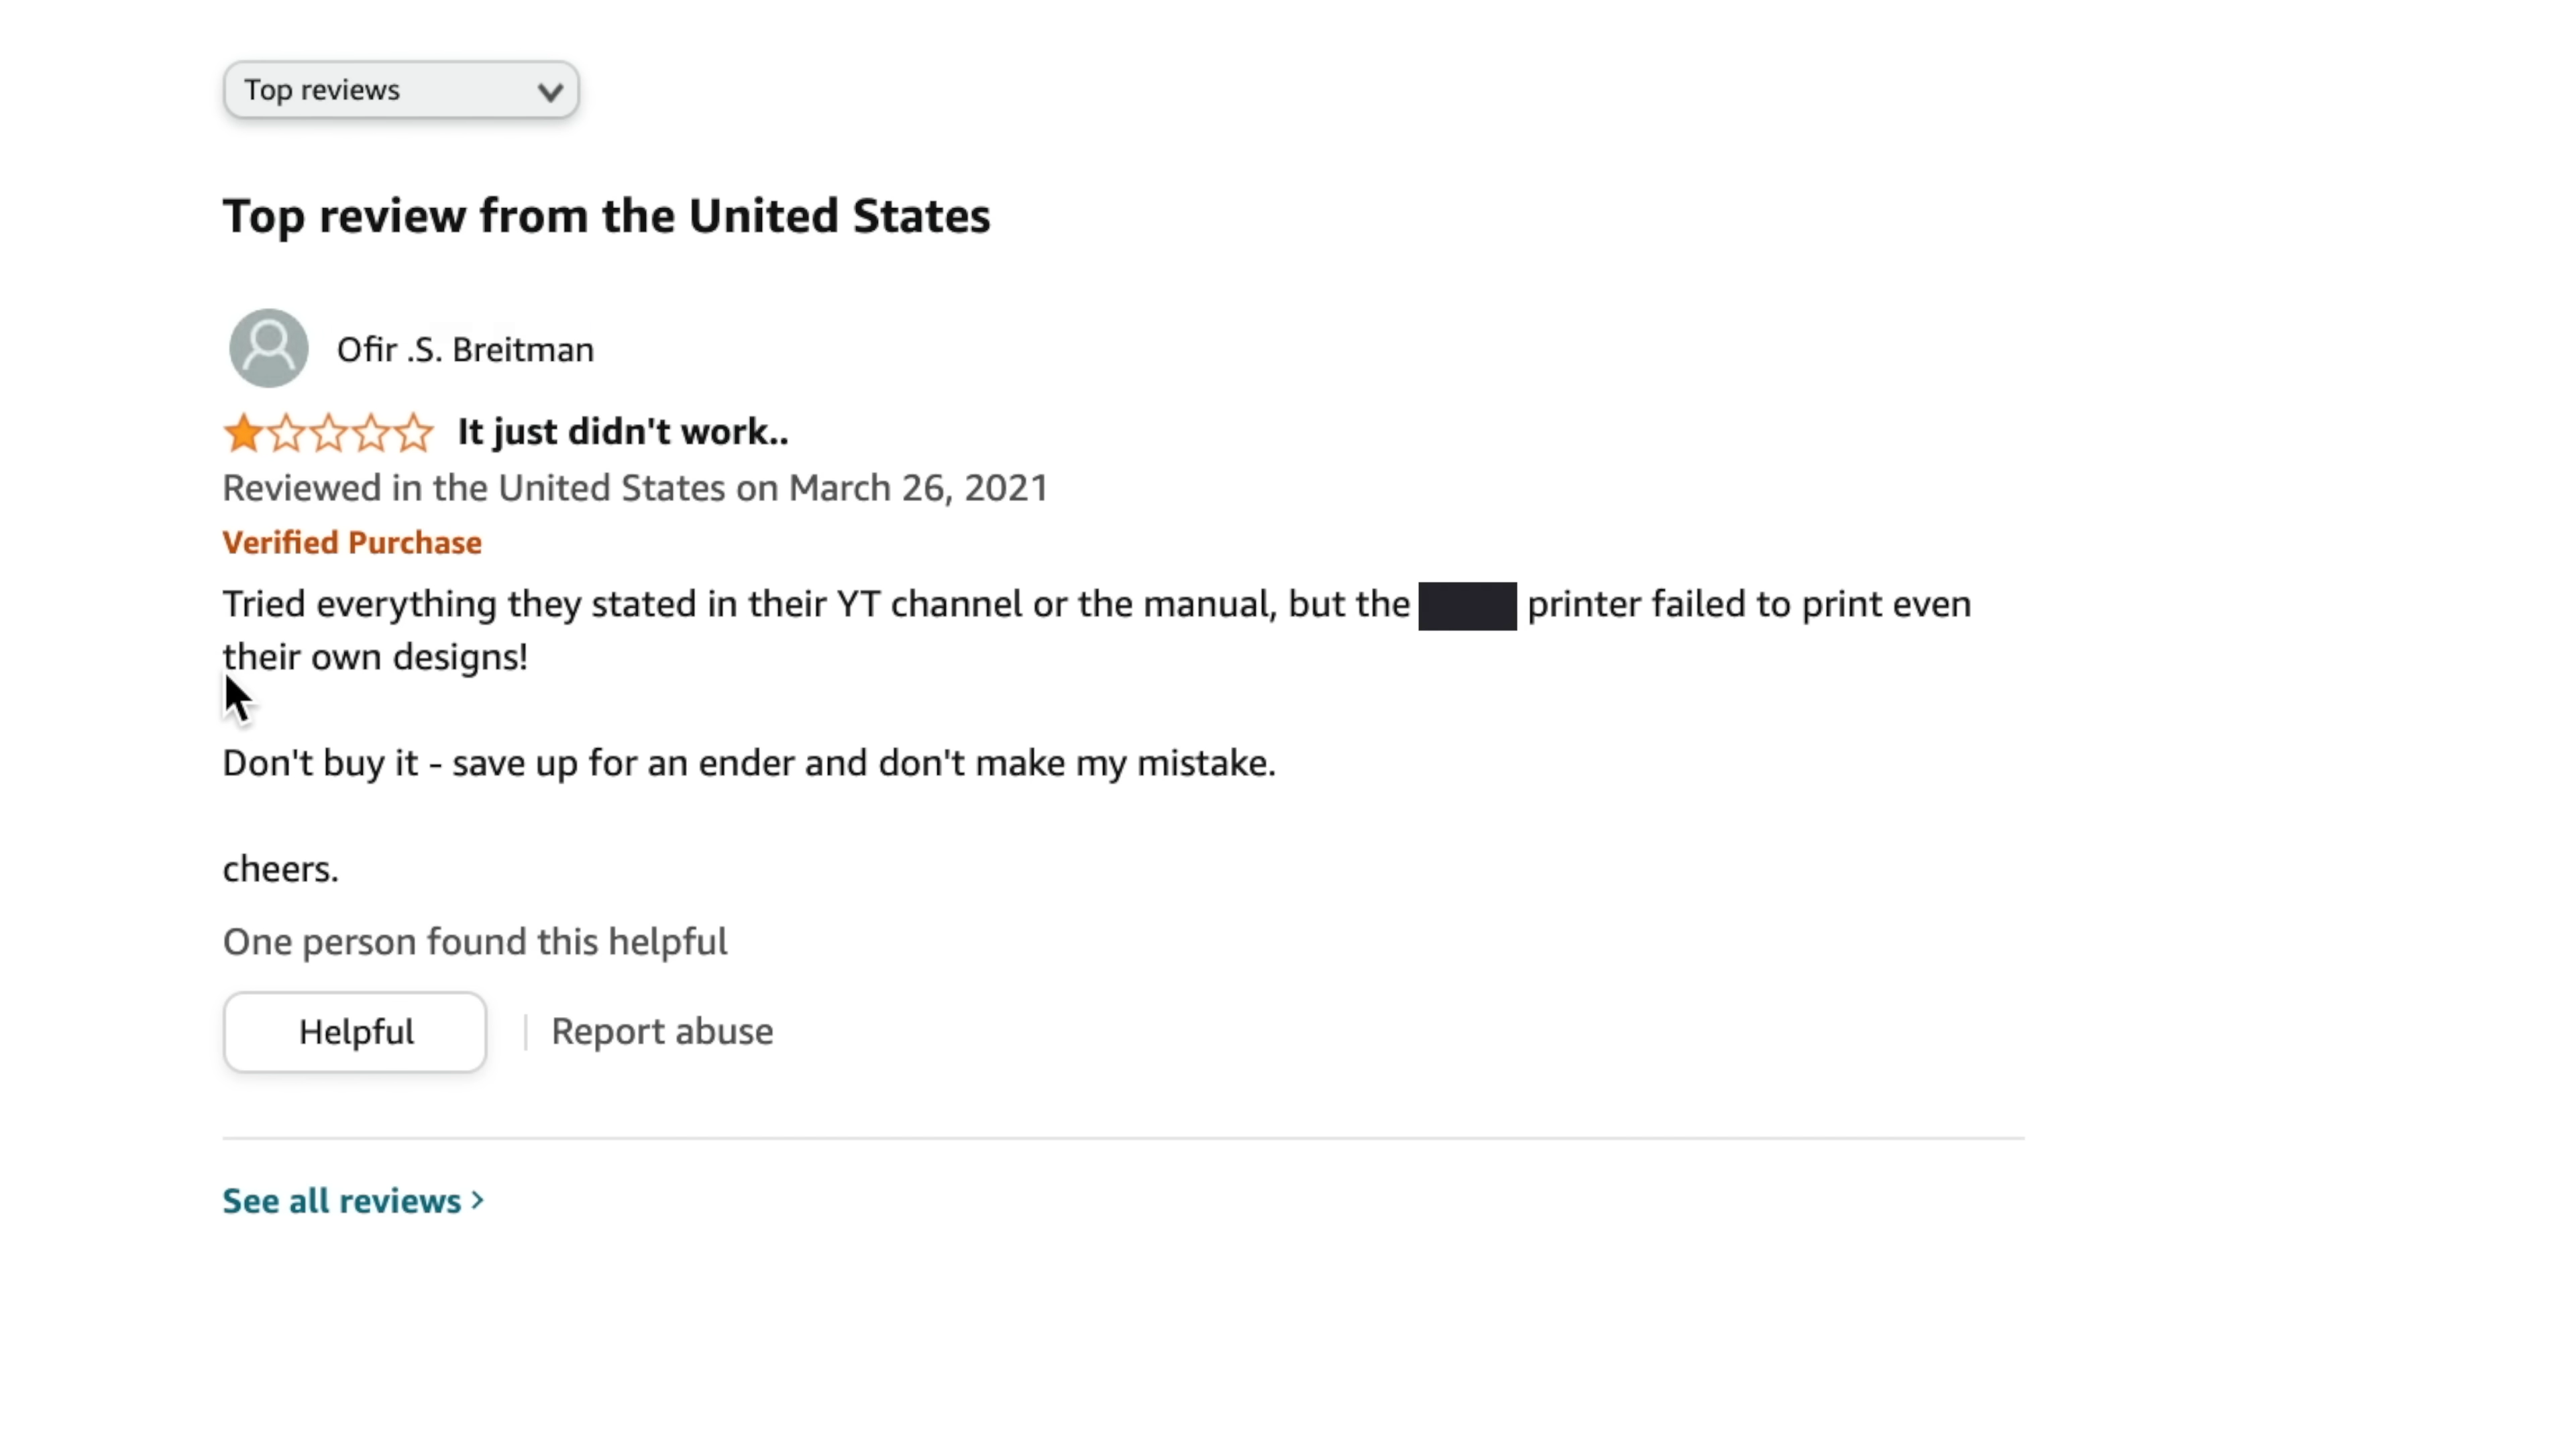 Top reviews
Top review from the United States
Ofir .S. Breitman
It just didn't work..
Reviewed in the United States on March 26, 2021
Verified Purchase
Tried everything they stated in their YT channel or the manual, but the printer failed to print even
their own designs!
Don't buy it - save up for an ender and don't make my mistake.
cheers.
One person found this helpful
Helpful | Report abuse
See all reviews ›